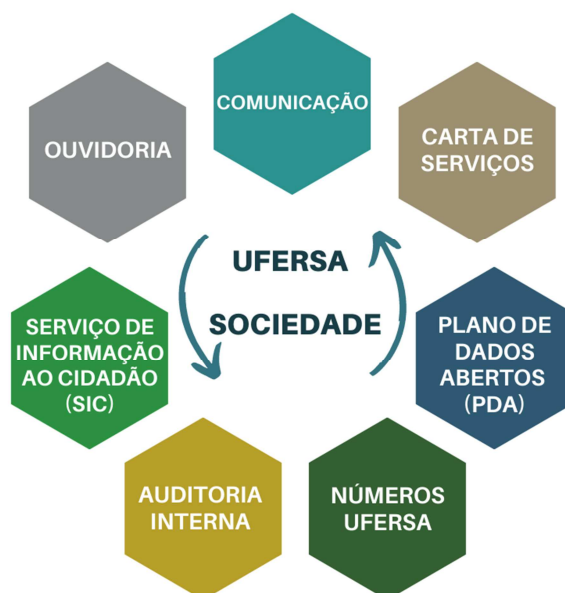 COMUNICAÇÃO
OUVIDORIA
CARTA DE
SERVIÇOS
UFERSA
SOCIEDADE
SERVIÇO DE
INFORMAÇÃO
AO CIDADÃO
(SIC)
PLANO DE
DADOS
ABERTOS
(PDA)
AUDITORIA
INTERNA
NÚMEROS
UFERSA